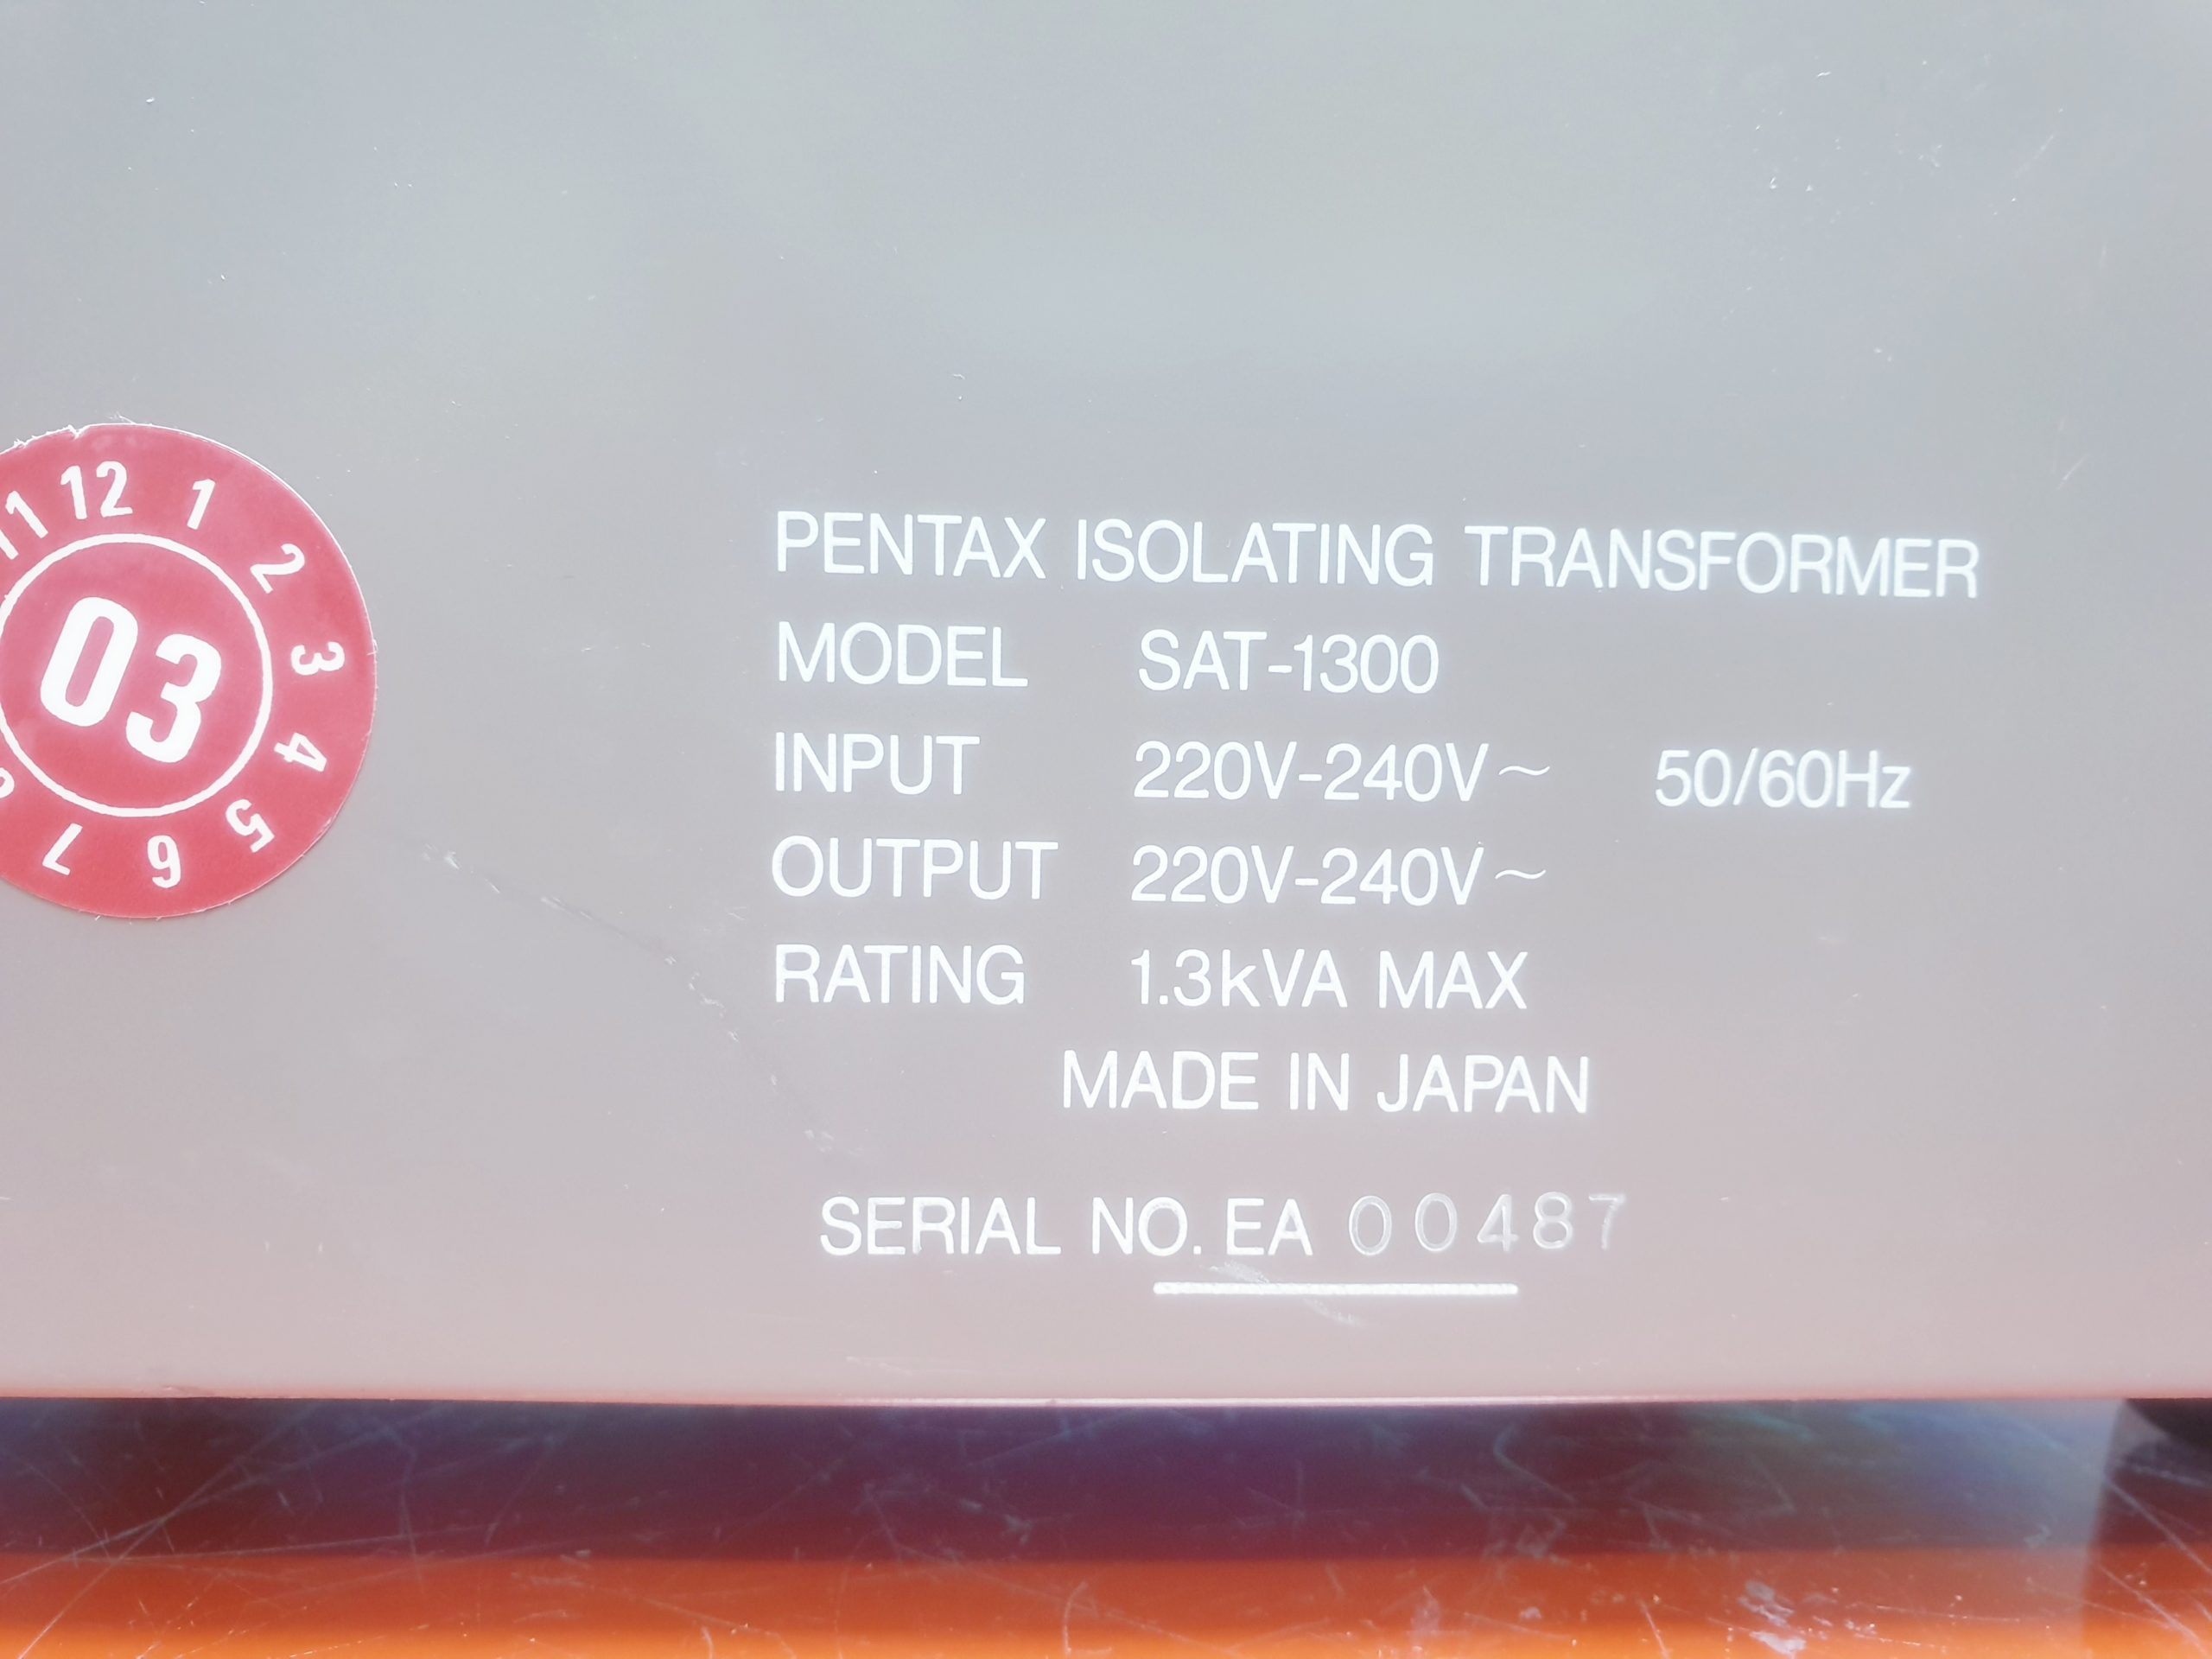 12 1 2 3 4 5 6 7
03
PENTAX ISOLATING TRANSFORMER
MODEL SAT-1300
INPUT 220V-240V~ 50/60Hz
OUTPUT 220V-240V~
RATING 1.3kVA MAX
MADE IN JAPAN
SERIAL NO. EA 00487